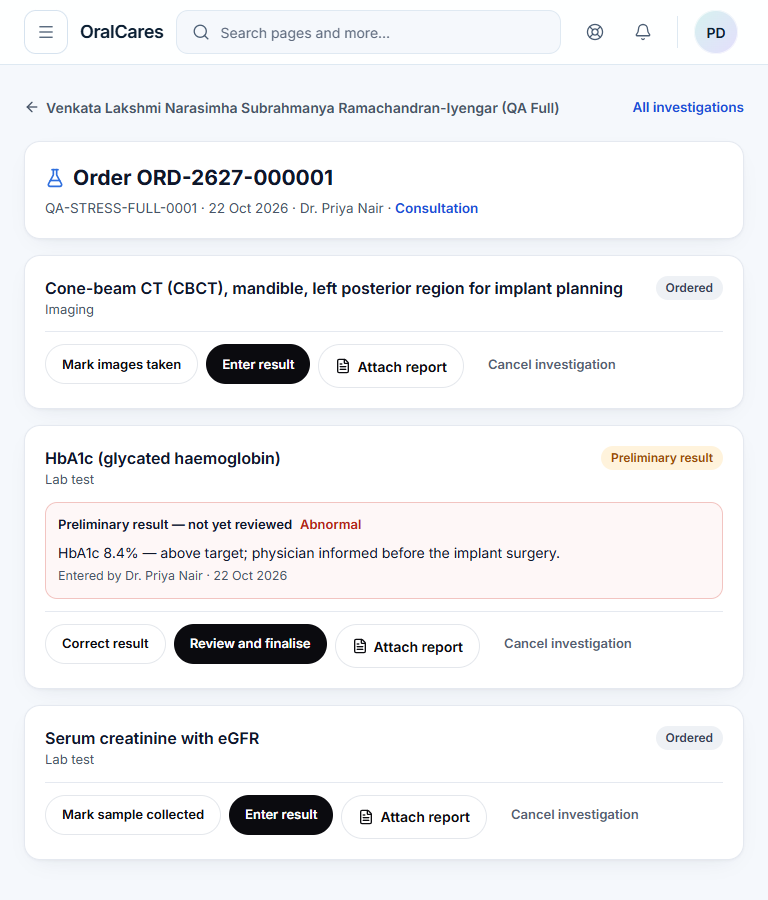 OralCares
Search pages and more...
PD
Venkata Lakshmi Narasimha Subrahmanya Ramachandran-Iyengar (QA Full)
All investigations
Order ORD-2627-000001
QA-STRESS-FULL-0001 · 22 Oct 2026 · Dr. Priya Nair · Consultation
Cone-beam CT (CBCT), mandible, left posterior region for implant planning
Ordered
Imaging
Mark images taken
Enter result
Attach report
Cancel investigation
HbA1c (glycated haemoglobin)
Preliminary result
Lab test
Preliminary result — not yet reviewed Abnormal
HbA1c 8.4% — above target; physician informed before the implant surgery.
Entered by Dr. Priya Nair · 22 Oct 2026
Correct result
Review and finalise
Attach report
Cancel investigation
Serum creatinine with eGFR
Ordered
Lab test
Mark sample collected
Enter result
Attach report
Cancel investigation